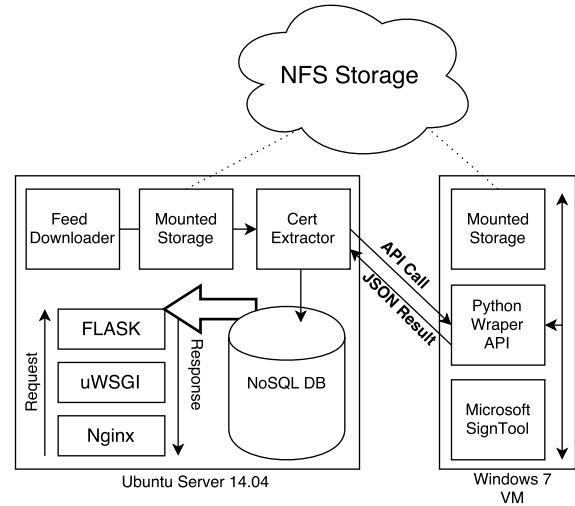 NFS Storage
Feed
Downloader
Mounted
Storage
Cert
Extractor
API Call
JSON Result
Mounted
Storage
Python
Wraper
API
Microsoft
SignTool
Request
FLASK
uWSGI
Nginx
Response
NoSQL DB
Ubuntu Server 14.04
Windows 7
VM